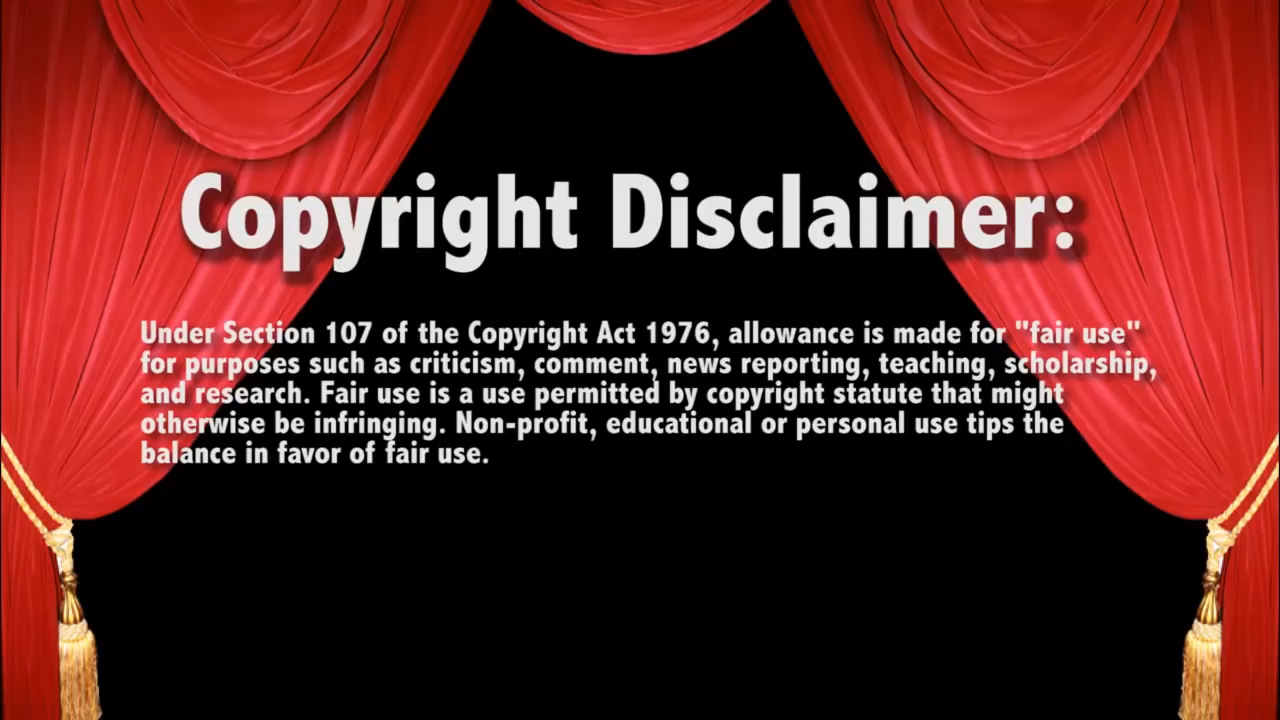 Copyright Disclaimer:
Under Section 107 of the Copyright Act 1976, allowance is made for "fair use"
for purposes such as criticism, comment, news reporting, teaching, scholarship,
and research. Fair use is a use permitted by copyright statute that might
otherwise be infringing. Non-profit, educational or personal use tips the
balance in favor of fair use.